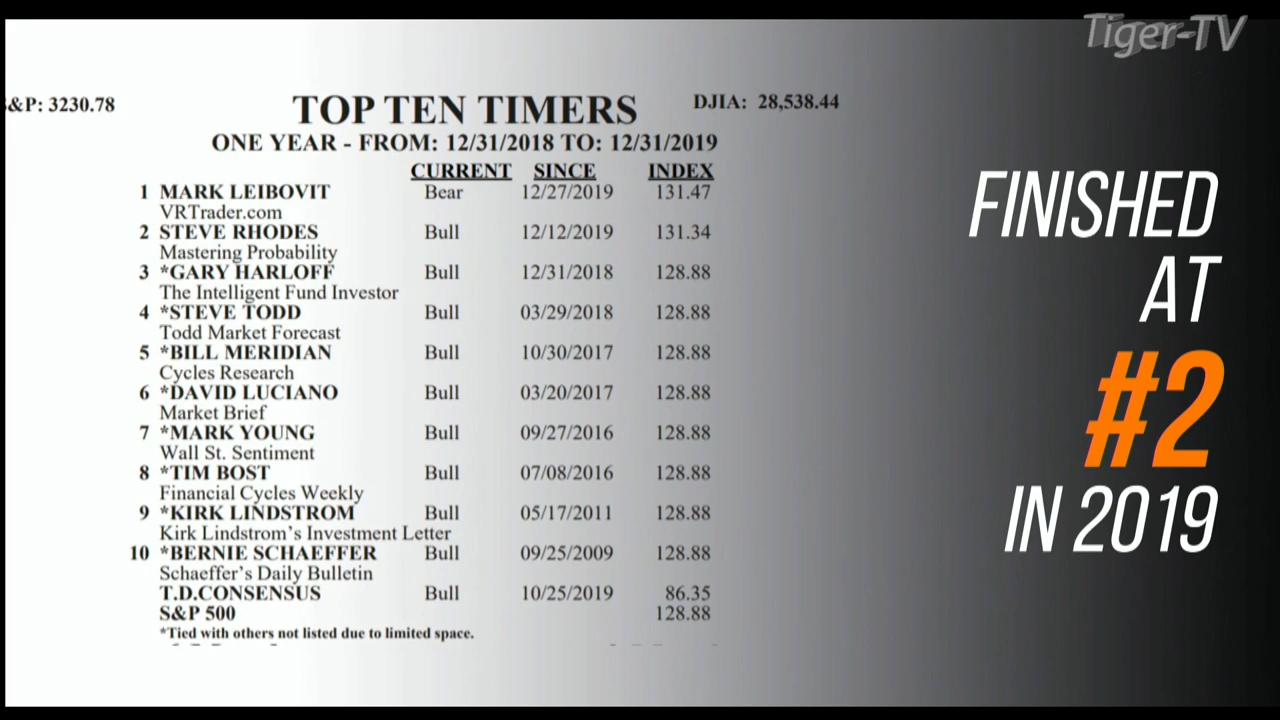 Tiger-TV
&P: 3230.78
TOP TEN TIMERS
DJIA: 28,538.44
ONE YEAR - FROM: 12/31/2018 TO: 12/31/2019
CURRENT SINCE INDEX
1 MARK LEIBOVIT Bear 12/27/2019 131.47
VRTrader.com
2 STEVE RHODES Bull 12/12/2019 131.34
Mastering Probability
3 *GARY HARLOFF Bull 12/31/2018 128.88
The Intelligent Fund Investor
4 *STEVE TODD Bull 03/29/2018 128.88
Todd Market Forecast
5 *BILL MERIDIAN Bull 10/30/2017 128.88
Cycles Research
6 *DAVID LUCIANO Bull 03/20/2017 128.88
Market Brief
7 *MARK YOUNG Bull 09/27/2016 128.88
Wall St. Sentiment
8 *TIM BOST Bull 07/08/2016 128.88
Financial Cycles Weekly
9 *KIRK LINDSTROM Bull 05/17/2011 128.88
Kirk Lindstrom's Investment Letter
10 *BERNIE SCHAEFFER Bull 09/25/2009 128.88
Schaeffer's Daily Bulletin
T.D.CONSENSUS Bull 10/25/2019 86.35
S&P 500 128.88
*Tied with others not listed due to limited space.
FINISHED
AT
#2
IN 2019